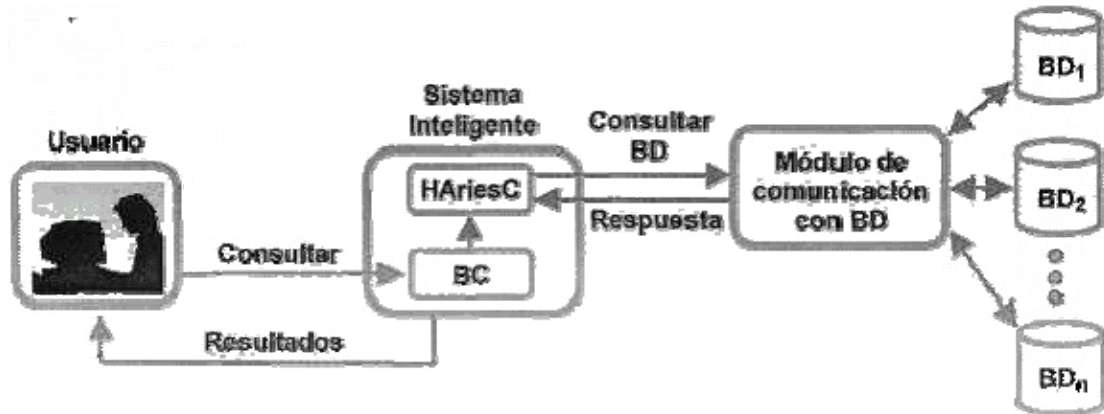 Usuario
Consultar
Resultados
Sistema
Inteligente
HAriesC
BC
Consultar
BD
Respuesta
Módulo de
comunicación
con BD
BD1
BD2
BDn